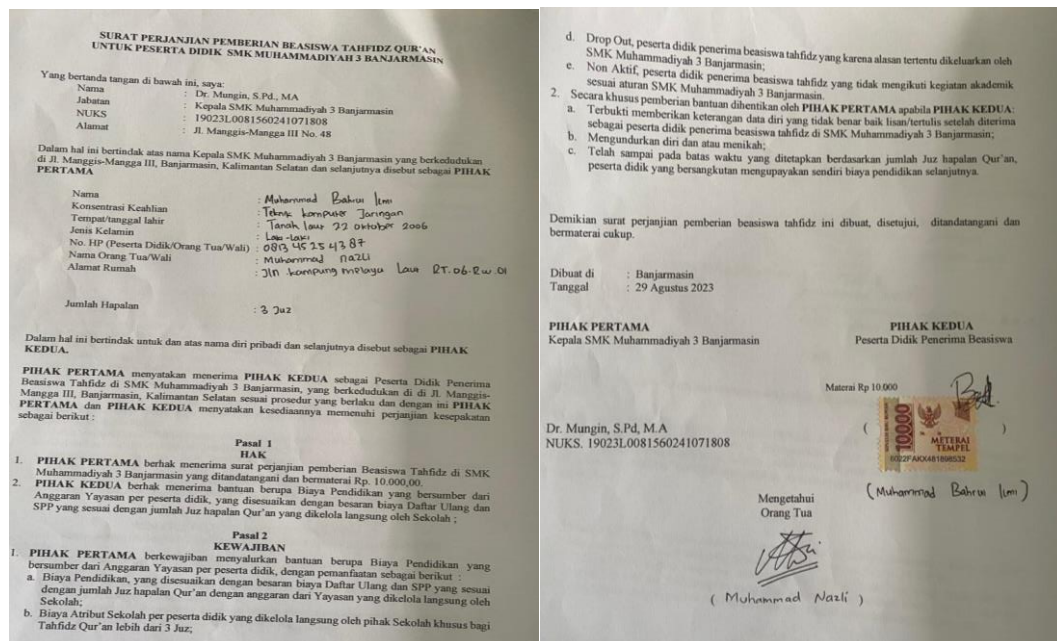 SURAT PERJANJIAN PEMBERIAN BEASISWA TAHFIDZ QUR'AN
UNTUK PESERTA DIDIK SMK MUHAMMADIYAH 3 BANJARMASIN
Yang bertanda tangan di bawah ini, saya:
Nama : Dr. Mungin, S.Pd., MA
Jabatan : Kepala SMK Muhammadiyah 3 Banjarmasin
NUKS : 19023L0081560241071808
Alamat : Jl. Manggis-Mangga III No. 48
Dalam hal ini bertindak atas nama Kepala SMK Muhammadiyah 3 Banjarmasin yang berkedudukan
di Jl. Manggis-Mangga III, Banjarmasin, Kalimantan Selatan dan selanjutnya disebut sebagai PIHAK
PERTAMA
Nama : Muhammad Bahrui Ilmi
Konsentrasi Keahlian : Teknik komputer Jaringan
Tempat/tanggal lahir : Tanah laut 22 oktober 2006
Jenis Kelamin : Laki-laki
No. HP (Peserta Didik/Orang Tua/Wali) : 0813 45 25 43 87
Nama Orang Tua/Wali : Muhammad nazli
Alamat Rumah : Jln kampung melayu Laut RT.06-Rw.01
Jumlah Hapalan : 3 Juz
Dalam hal ini bertindak untuk dan atas nama diri pribadi dan selanjutnya disebut sebagai PIHAK
KEDUA.
PIHAK PERTAMA menyatakan menerima PIHAK KEDUA sebagai Peserta Didik Penerima
Beasiswa Tahfidz di SMK Muhammadiyah 3 Banjarmasin, yang berkedudukan di di Jl. Manggis-
Mangga III, Banjarmasin, Kalimantan Selatan sesuai prosedur yang berlaku dan dengan ini PIHAK
PERTAMA dan PIHAK KEDUA menyatakan kesediaannya memenuhi perjanjian kesepakatan
sebagai berikut :
Pasal 1
HAK
1. PIHAK PERTAMA berhak menerima surat perjanjian pemberian Beasiswa Tahfidz di SMK
Muhammadiyah 3 Banjarmasin yang ditandatangani dan bermaterai Rp. 10.000,00.
2. PIHAK KEDUA berhak menerima bantuan berupa Biaya Pendidikan yang bersumber dari
Anggaran Yayasan per peserta didik, yang disesuaikan dengan besaran biaya Daftar Ulang dan
SPP yang sesuai dengan jumlah Juz hapalan Qur'an yang dikelola langsung oleh Sekolah ;
Pasal 2
KEWAJIBAN
1. PIHAK PERTAMA berkewajiban menyalurkan bantuan berupa Biaya Pendidikan yang
bersumber dari Anggaran Yayasan per peserta didik, dengan pemanfaatan sebagai berikut :
a. Biaya Pendidikan, yang disesuaikan dengan besaran biaya Daftar Ulang dan SPP yang sesuai
dengan jumlah Juz hapalan Qur'an dengan anggaran dari Yayasan yang dikelola langsung oleh
Sekolah;
b. Biaya Atribut Sekolah per peserta didik yang dikelola langsung oleh pihak Sekolah khusus bagi
Tahfidz Qur'an lebih dari 3 Juz;
d. Drop Out, peserta didik penerima beasiswa tahfidz yang karena alasan tertentu dikeluarkan oleh
SMK Muhammadiyah 3 Banjarmasin;
e. Non Aktif, peserta didik penerima beasiswa tahfidz yang tidak mengikuti kegiatan akademik
sesuai aturan SMK Muhammadiyah 3 Banjarmasin.
2. Secara khusus pemberian bantuan dihentikan oleh PIHAK PERTAMA apabila PIHAK KEDUA:
a. Terbukti memberikan keterangan data diri yang tidak benar baik lisan/tertulis setelah diterima
sebagai peserta didik penerima beasiswa tahfidz di SMK Muhammadiyah 3 Banjarmasin;
b. Mengundurkan diri dan atau menikah;
c. Telah sampai pada batas waktu yang ditetapkan berdasarkan jumlah Juz hapalan Qur'an,
peserta didik yang bersangkutan mengupayakan sendiri biaya pendidikan selanjutnya.
Demikian surat perjanjian pemberian beasiswa tahfidz ini dibuat, disetujui, ditandatangani dan
bermaterai cukup.
Dibuat di : Banjarmasin
Tanggal : 29 Agustus 2023
PIHAK PERTAMA
Kepala SMK Muhammadiyah 3 Banjarmasin
PIHAK KEDUA
Peserta Didik Penerima Beasiswa
Materai Rp 10.000
10000
METERAI
TEMPEL
( )
Dr. Mungin, S.Pd, M.A
NUKS. 19023L0081560241071808
(Muhammad Bahrui Ilmi)
Mengetahui
Orang Tua
( Muhammad Nazli )